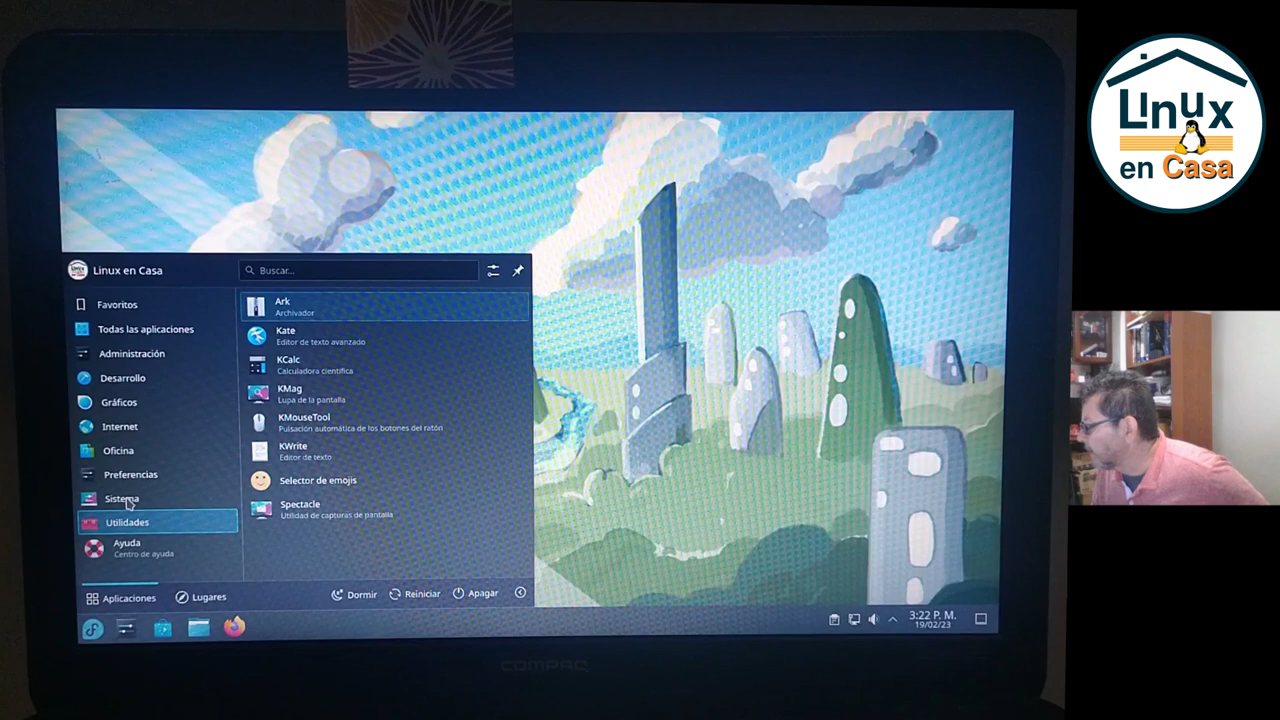 Linux
en Casa
Linux en Casa
Buscar...
Favoritos
Todas las aplicaciones
Administración
Desarrollo
Gráficos
Internet
Oficina
Preferencias
Sistema
Utilidades
Ayuda
Centro de ayuda
Ark
Archivador
Kate
Editor de texto avanzado
KCalc
Calculadora científica
KMag
Lupa de la pantalla
KMouseTool
Pulsación automática de los botones del ratón
KWrite
Editor de texto
Selector de emojis
Spectacle
Utilidad de capturas de pantalla
Aplicaciones
Lugares
Dormir
Reiniciar
Apagar
3:22 P. M.
19/02/23
COMPAQ